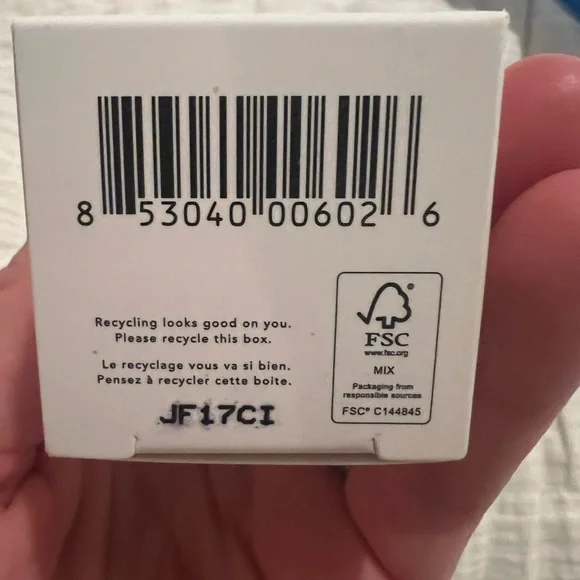 8 53040 00602 6
Recycling looks good on you.
Please recycle this box.
Le recyclage vous va si bien.
Pensez à recycler cette boite.
JF17CI
FSC
www.fsc.org
MIX
Packaging from
responsible sources
FSC® C144845